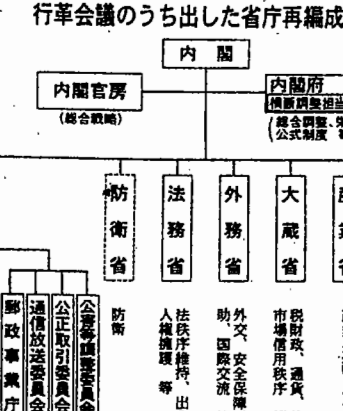 行革会議のうち出した省庁再編成
内閣
内閣官房
(総合戦略)
内閣府
横断調整担当
(総合調整、
公式制度
防衛省
法務省
外務省
大蔵省
防衛
法秩序維持、出
人権擁護 等
外交、安全保障
助、国際交流
税財政、通貨、
市場信用秩序
公害等調整委員会
公正取引委員会
通信放送委員会
郵政事業庁